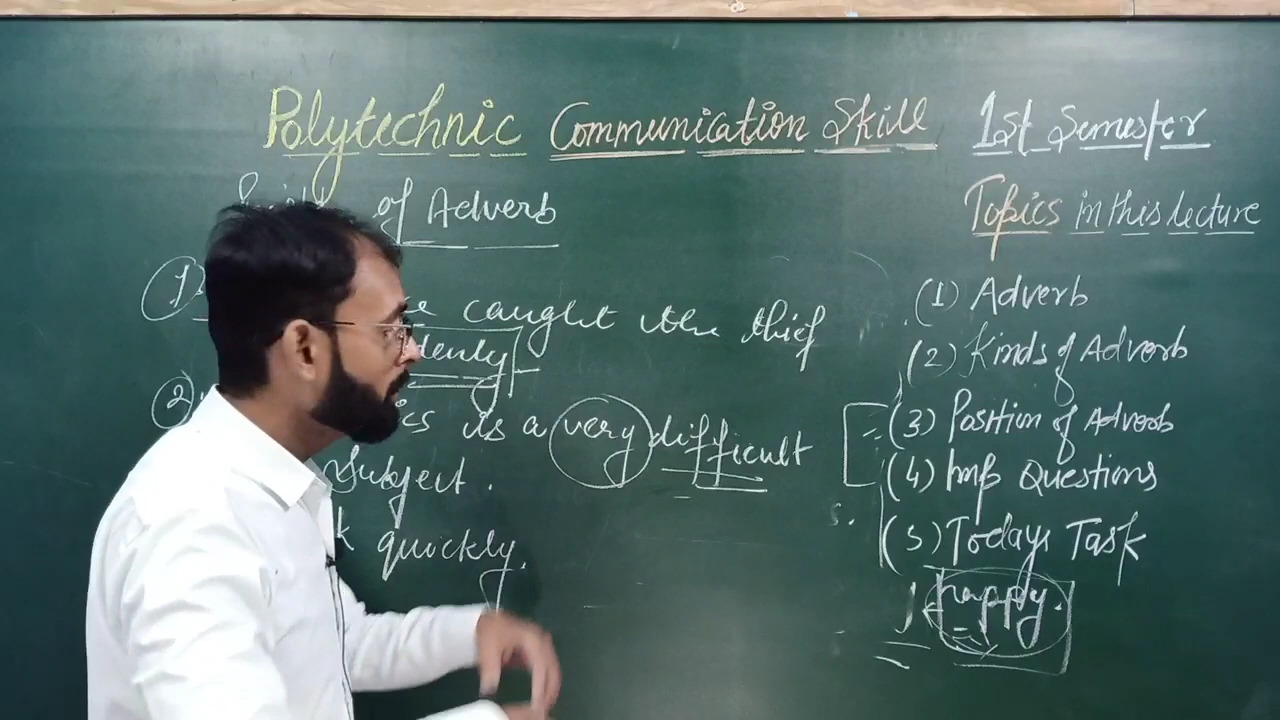 Polytechnic Communication Skill 1st Semester
of Adverb
Topics in this lecture
1)
caught the thief
denly
2)
ics is a very difficult
Subject.
k quickly.
(1) Adverb
(2) Kinds of Adverb
(3) Position of Adverb
(4) Imp Questions
(5) Todays Task
happy.